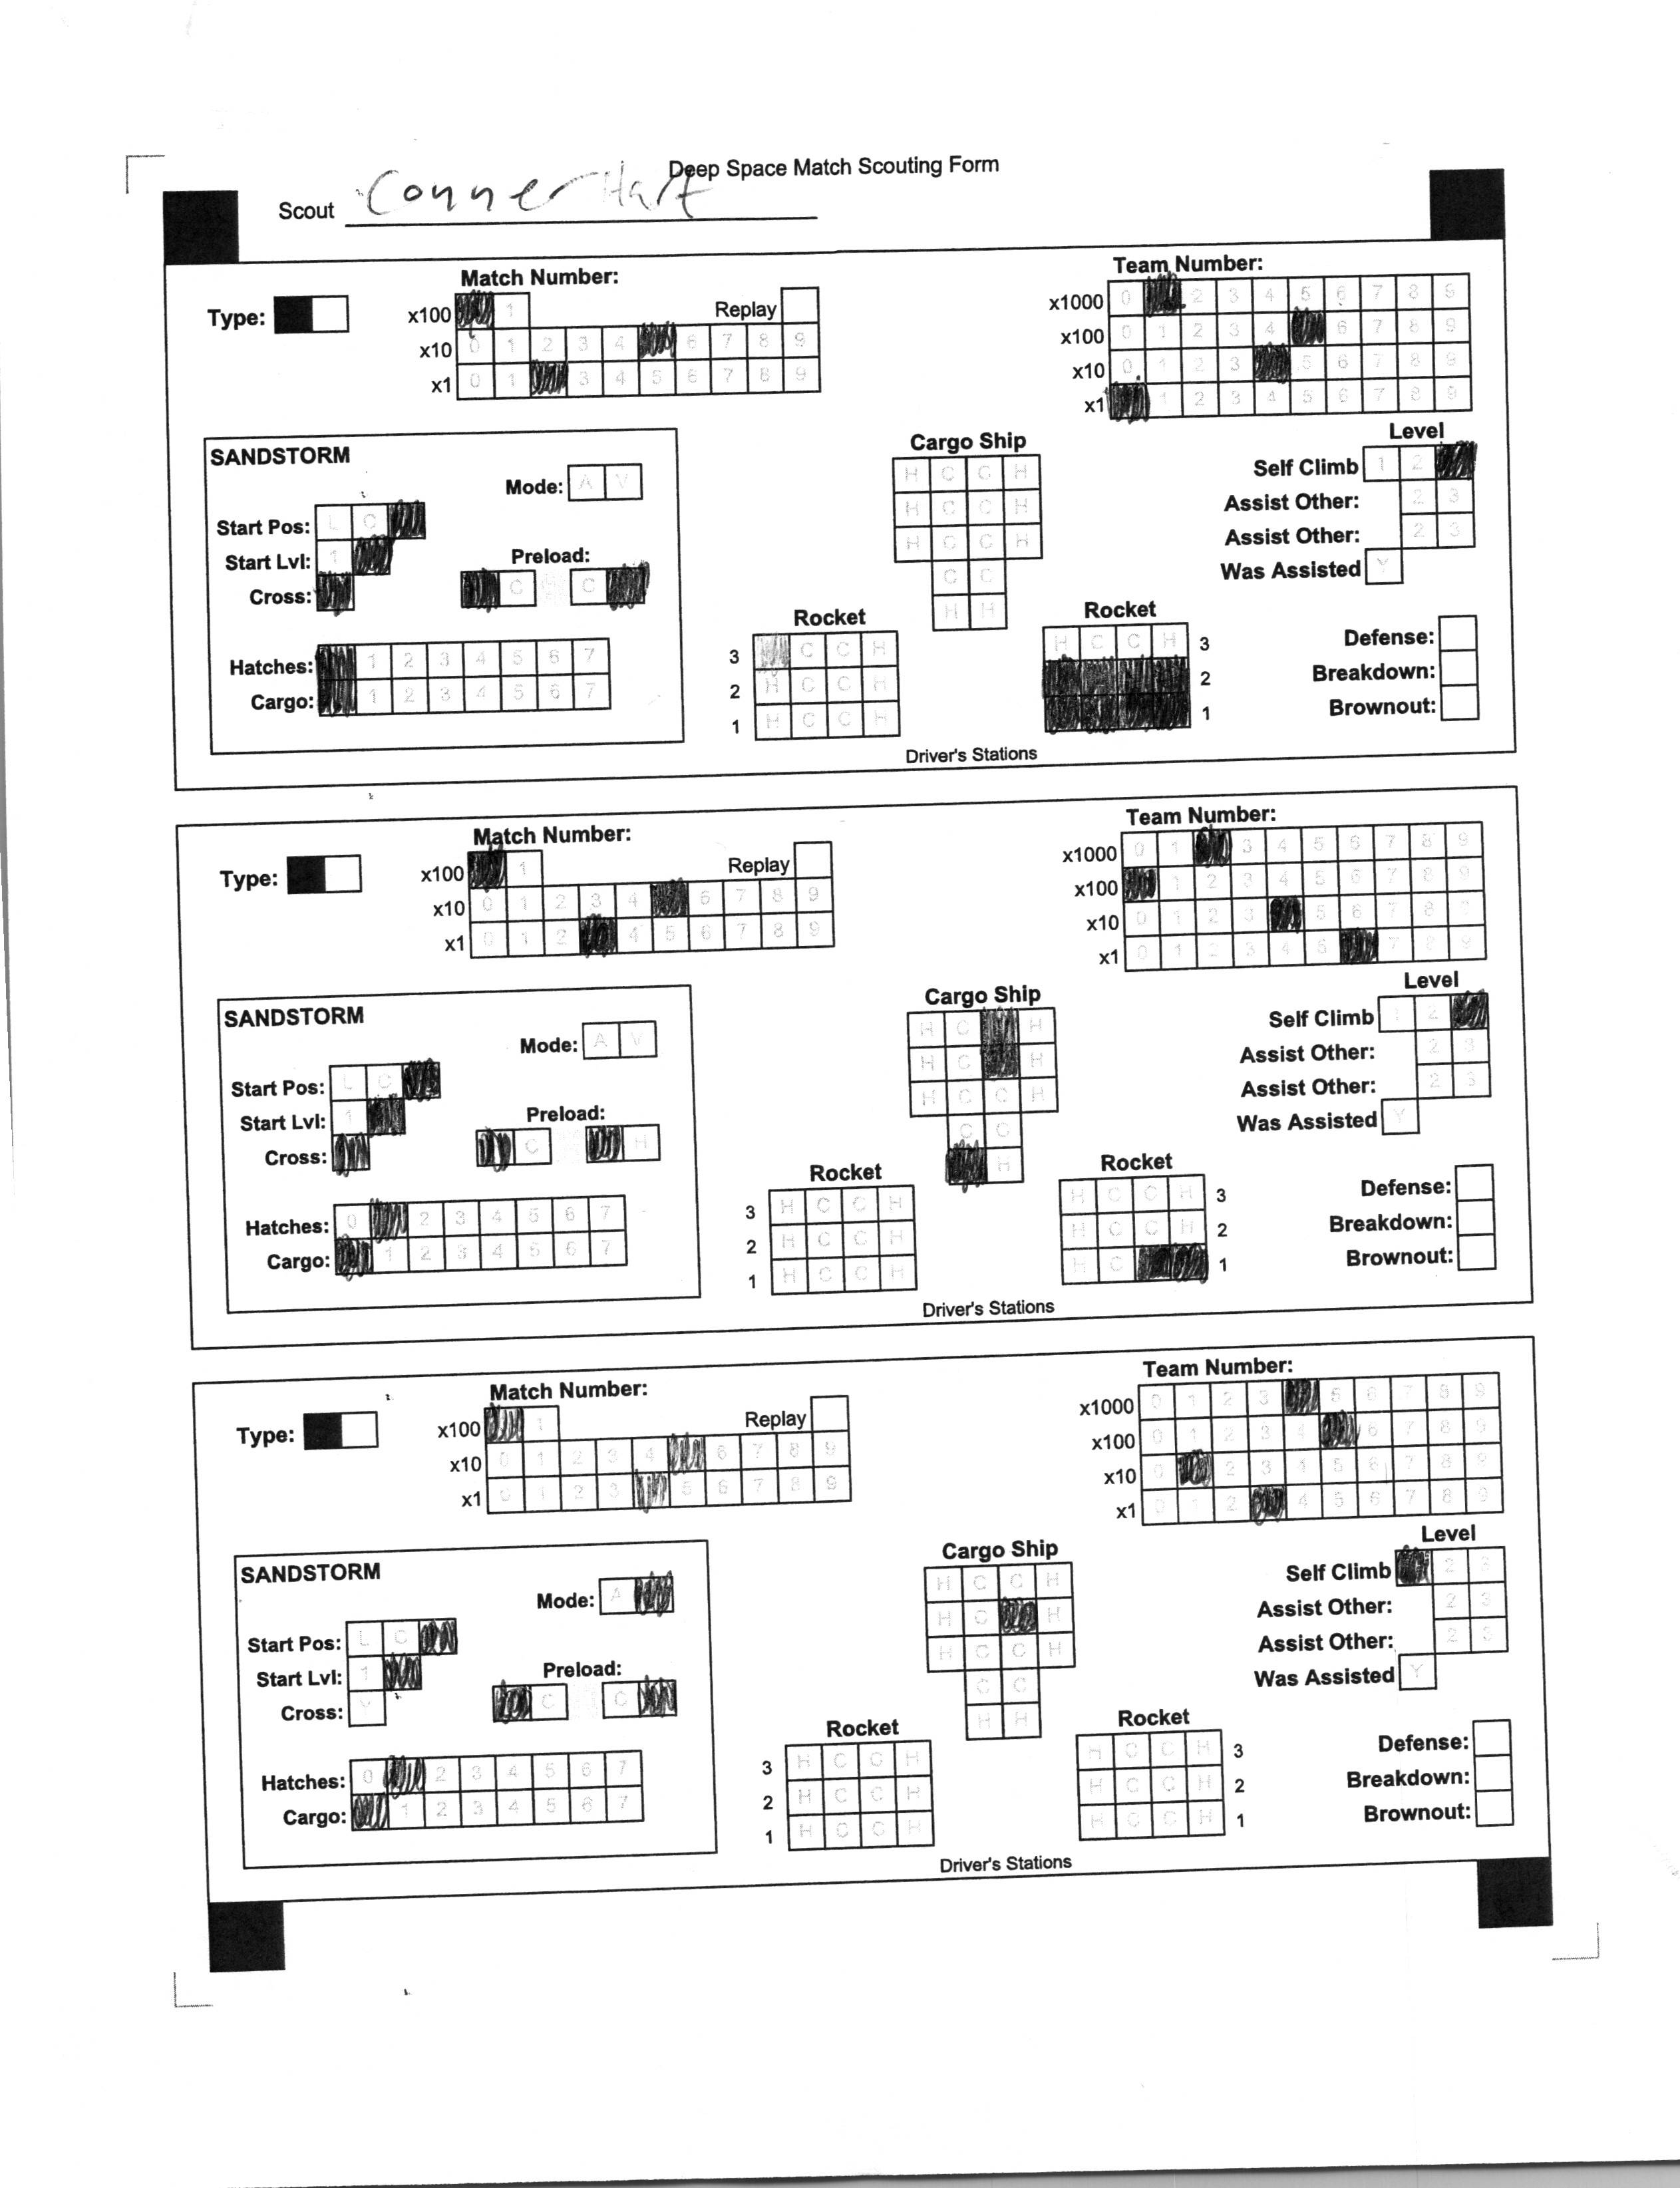 Deep Space Match Scouting Form
Scout Conner Hart
Match Number:
Team Number:
Type:
x100 1
Replay
x10 0 1 2 3 4 6 7 8 9
x1 0 1 3 4 5 6 7 8 9
x1000 0 2 3 4 5 6 7 8 9
x100 0 1 2 3 4 6 7 8 9
x10 0 1 2 3 5 6 7 8 9
x1 1 2 3 4 5 6 7 8 9
SANDSTORM
Mode: A V
Start Pos: L C
Start Lvl: 1
Cross:
Preload:
C C
Hatches: 1 2 3 4 5 6 7
Cargo: 1 2 3 4 5 6 7
Cargo Ship
H C C H
H C C H
H C C H
C C
H H
Rocket
3 C C H
2 H C C H
1 H C C H
Rocket
H C C H 3
2
1
Driver's Stations
Level
Self Climb 1 2
Assist Other: 2 3
Assist Other: 2 3
Was Assisted Y
Defense:
Breakdown:
Brownout:
Match Number:
Team Number:
Type:
x100 1
Replay
x10 0 1 2 3 4 6 7 8 9
x1 0 1 2 4 5 6 7 8 9
x1000 0 1 3 4 5 6 7 8 9
x100 1 2 3 4 5 6 7 8 9
x10 0 1 2 3 5 6 7 8 9
x1 0 1 2 3 4 5 7 8 9
SANDSTORM
Mode: A V
Start Pos: L C
Start Lvl: 1
Cross:
Preload:
C H
Hatches: 0 2 3 4 5 6 7
Cargo: 1 2 3 4 5 6 7
Cargo Ship
H C H
H C H
H C C H
C C
H
Rocket
3 H C C H
2 H C C H
1 H C C H
Rocket
H C C H 3
H C C H 2
H C 1
Driver's Stations
Level
Self Climb 1 2
Assist Other: 2 3
Assist Other: 2 3
Was Assisted Y
Defense:
Breakdown:
Brownout:
Match Number:
Team Number:
Type:
x100 1
Replay
x10 0 1 2 3 4 6 7 8 9
x1 0 1 2 3 5 6 7 8 9
x1000 0 1 2 3 5 6 7 8 9
x100 0 1 2 3 4 6 7 8 9
x10 0 2 3 4 5 6 7 8 9
x1 0 1 2 4 5 6 7 8 9
SANDSTORM
Mode: A
Start Pos: L C
Start Lvl: 1
Cross: Y
Preload:
C C
Hatches: 0 2 3 4 5 6 7
Cargo: 1 2 3 4 5 6 7
Cargo Ship
H C C H
H C H
H C C H
C C
H H
Rocket
3 H C C H
2 H C C H
1 H C C H
Rocket
H C C H 3
H C C H 2
H C C H 1
Driver's Stations
Level
Self Climb 2 3
Assist Other: 2 3
Assist Other: 2 3
Was Assisted Y
Defense:
Breakdown:
Brownout: